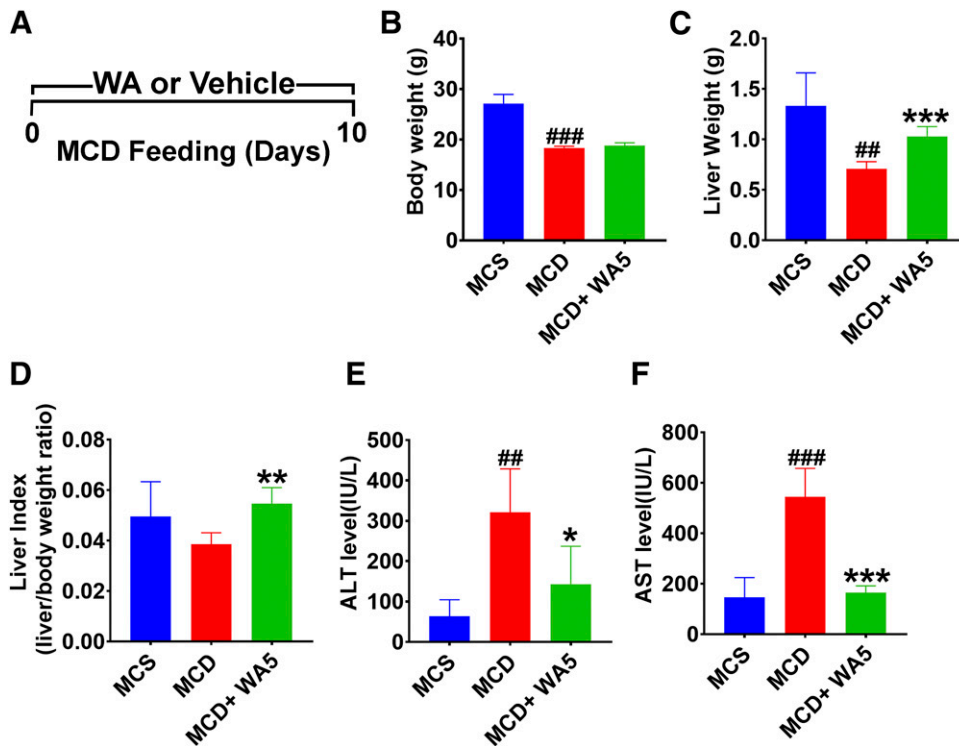 A
WA or Vehicle
0
10
MCD Feeding (Days)
B
Body weight (g)
40
30
20
10
0
###
MCS
MCD
MCD+ WA5
C
Liver Weight (g)
2.0
1.5
1.0
0.5
0.0
##
***
MCS
MCD
MCD+ WA5
D
Liver Index
(liver/body weight ratio)
0.08
0.06
0.04
0.02
0.00
**
MCS
MCD
MCD+ WA5
E
ALT level(IU/L)
500
400
300
200
100
0
##
*
MCS
MCD
MCD+ WA5
F
AST level(IU/L)
800
600
400
200
0
###
***
MCS
MCD
MCD+ WA5